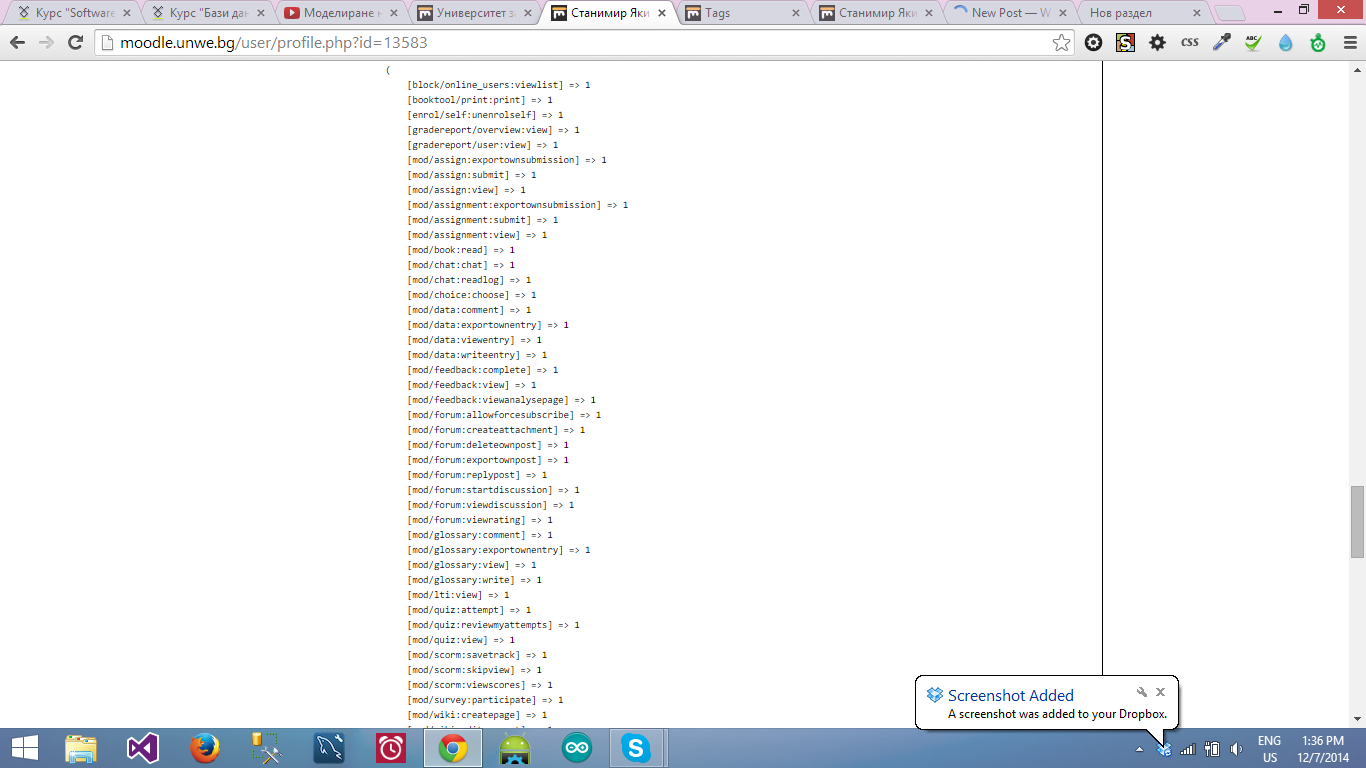 Курс "Software
Курс "Бази дан
Моделиране н
Университет за
Станимир Яки
Tags
Станимир Яки
New Post — W
Нов раздел
moodle.unwe.bg/user/profile.php?id=13583
ABC
CSS
(
[block/online_users:viewlist] => 1
[booktool/print:print] => 1
[enrol/self:unenrolself] => 1
[gradereport/overview:view] => 1
[gradereport/user:view] => 1
[mod/assign:exportownsubmission] => 1
[mod/assign:submit] => 1
[mod/assign:view] => 1
[mod/assignment:exportownsubmission] => 1
[mod/assignment:submit] => 1
[mod/assignment:view] => 1
[mod/book:read] => 1
[mod/chat:chat] => 1
[mod/chat:readlog] => 1
[mod/choice:choose] => 1
[mod/data:comment] => 1
[mod/data:exportownentry] => 1
[mod/data:viewentry] => 1
[mod/data:writeentry] => 1
[mod/feedback:complete] => 1
[mod/feedback:view] => 1
[mod/feedback:viewanalysepage] => 1
[mod/forum:allowforcesubscribe] => 1
[mod/forum:createattachment] => 1
[mod/forum:deleteownpost] => 1
[mod/forum:exportownpost] => 1
[mod/forum:replypost] => 1
[mod/forum:startdiscussion] => 1
[mod/forum:viewdiscussion] => 1
[mod/forum:viewrating] => 1
[mod/glossary:comment] => 1
[mod/glossary:exportownentry] => 1
[mod/glossary:view] => 1
[mod/glossary:write] => 1
[mod/lti:view] => 1
[mod/quiz:attempt] => 1
[mod/quiz:reviewmyattempts] => 1
[mod/quiz:view] => 1
[mod/scorm:savetrack] => 1
[mod/scorm:skipview] => 1
[mod/scorm:viewscores] => 1
[mod/survey:participate] => 1
[mod/wiki:createpage] => 1
Screenshot Added
A screenshot was added to your Dropbox.
ENG
US
1:36 PM
12/7/2014